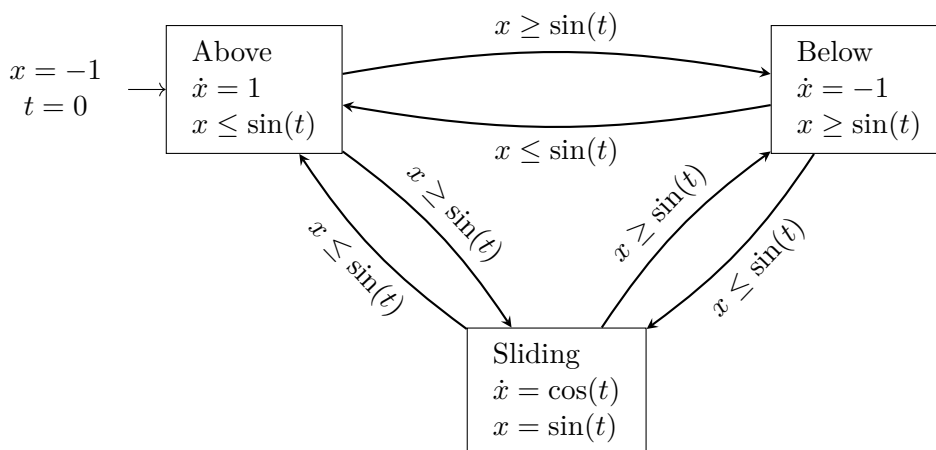 x ≥ sin(t)
Above
ẋ = 1
x ≤ sin(t)
Below
ẋ = −1
x ≥ sin(t)
x = −1
t = 0
x ≤ sin(t)
x ≥ sin(t)
x ≤ sin(t)
x ≥ sin(t)
x ≤ sin(t)
Sliding
ẋ = cos(t)
x = sin(t)